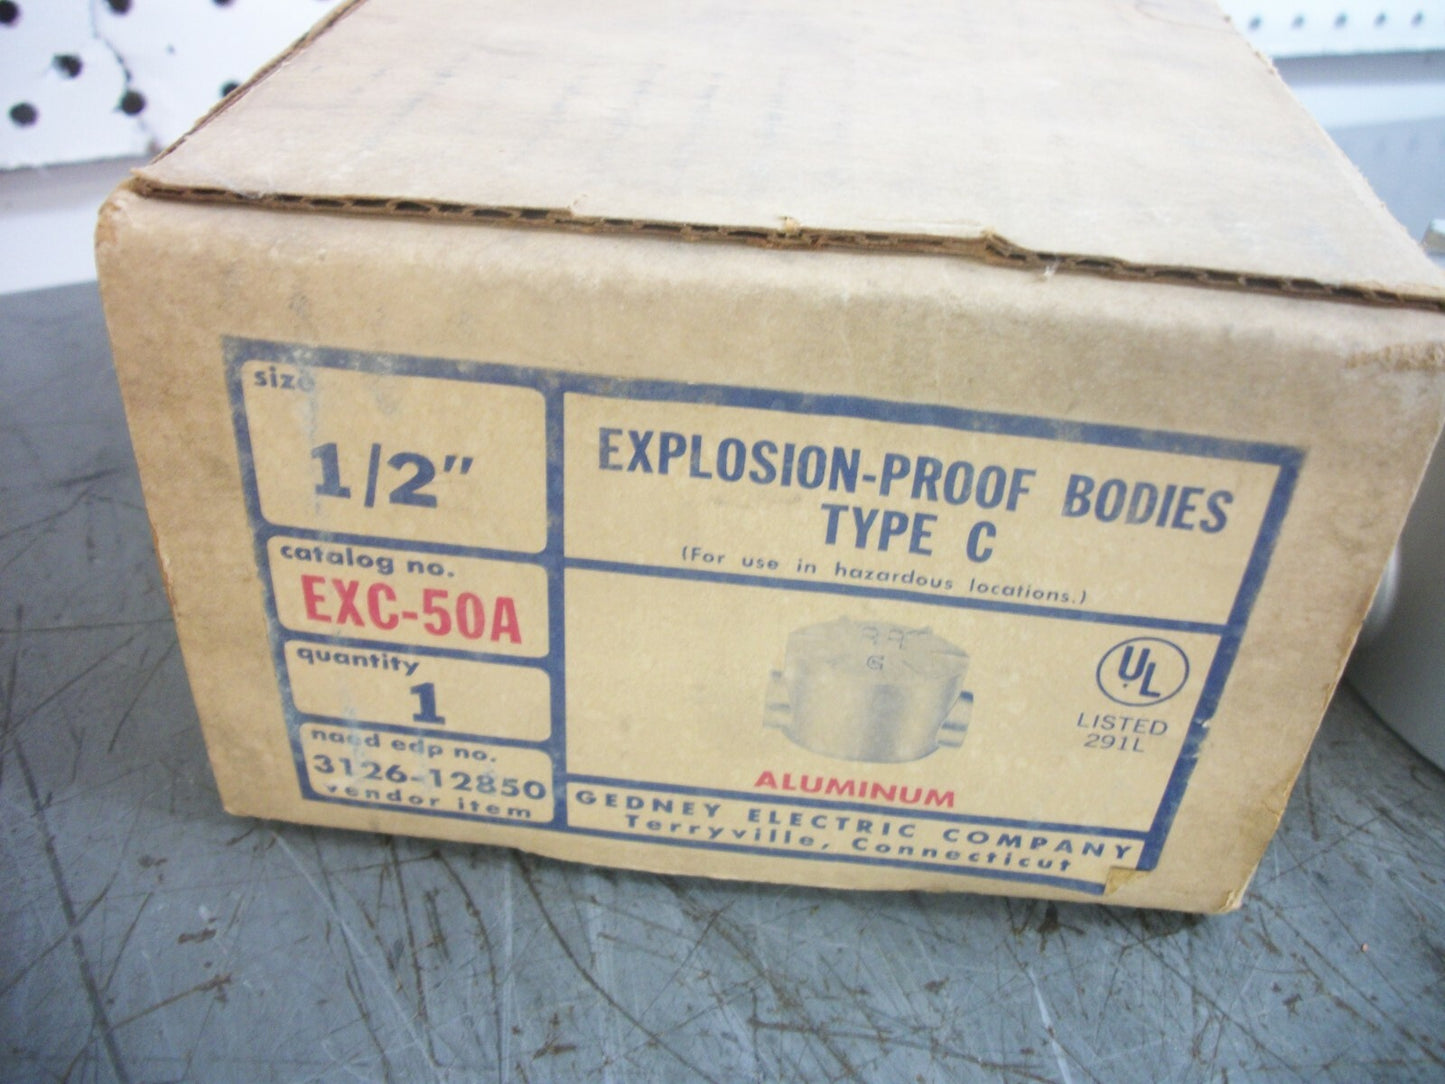 size
1/2"
catalog no.
EXC-50A
quantity
1
naed edp no.
3126-12850
vendor item
EXPLOSION-PROOF BODIES
TYPE C
(For use in hazardous locations.)
G
UL
LISTED
291L
ALUMINUM
GEDNEY ELECTRIC COMPANY
Terryville, Connecticut